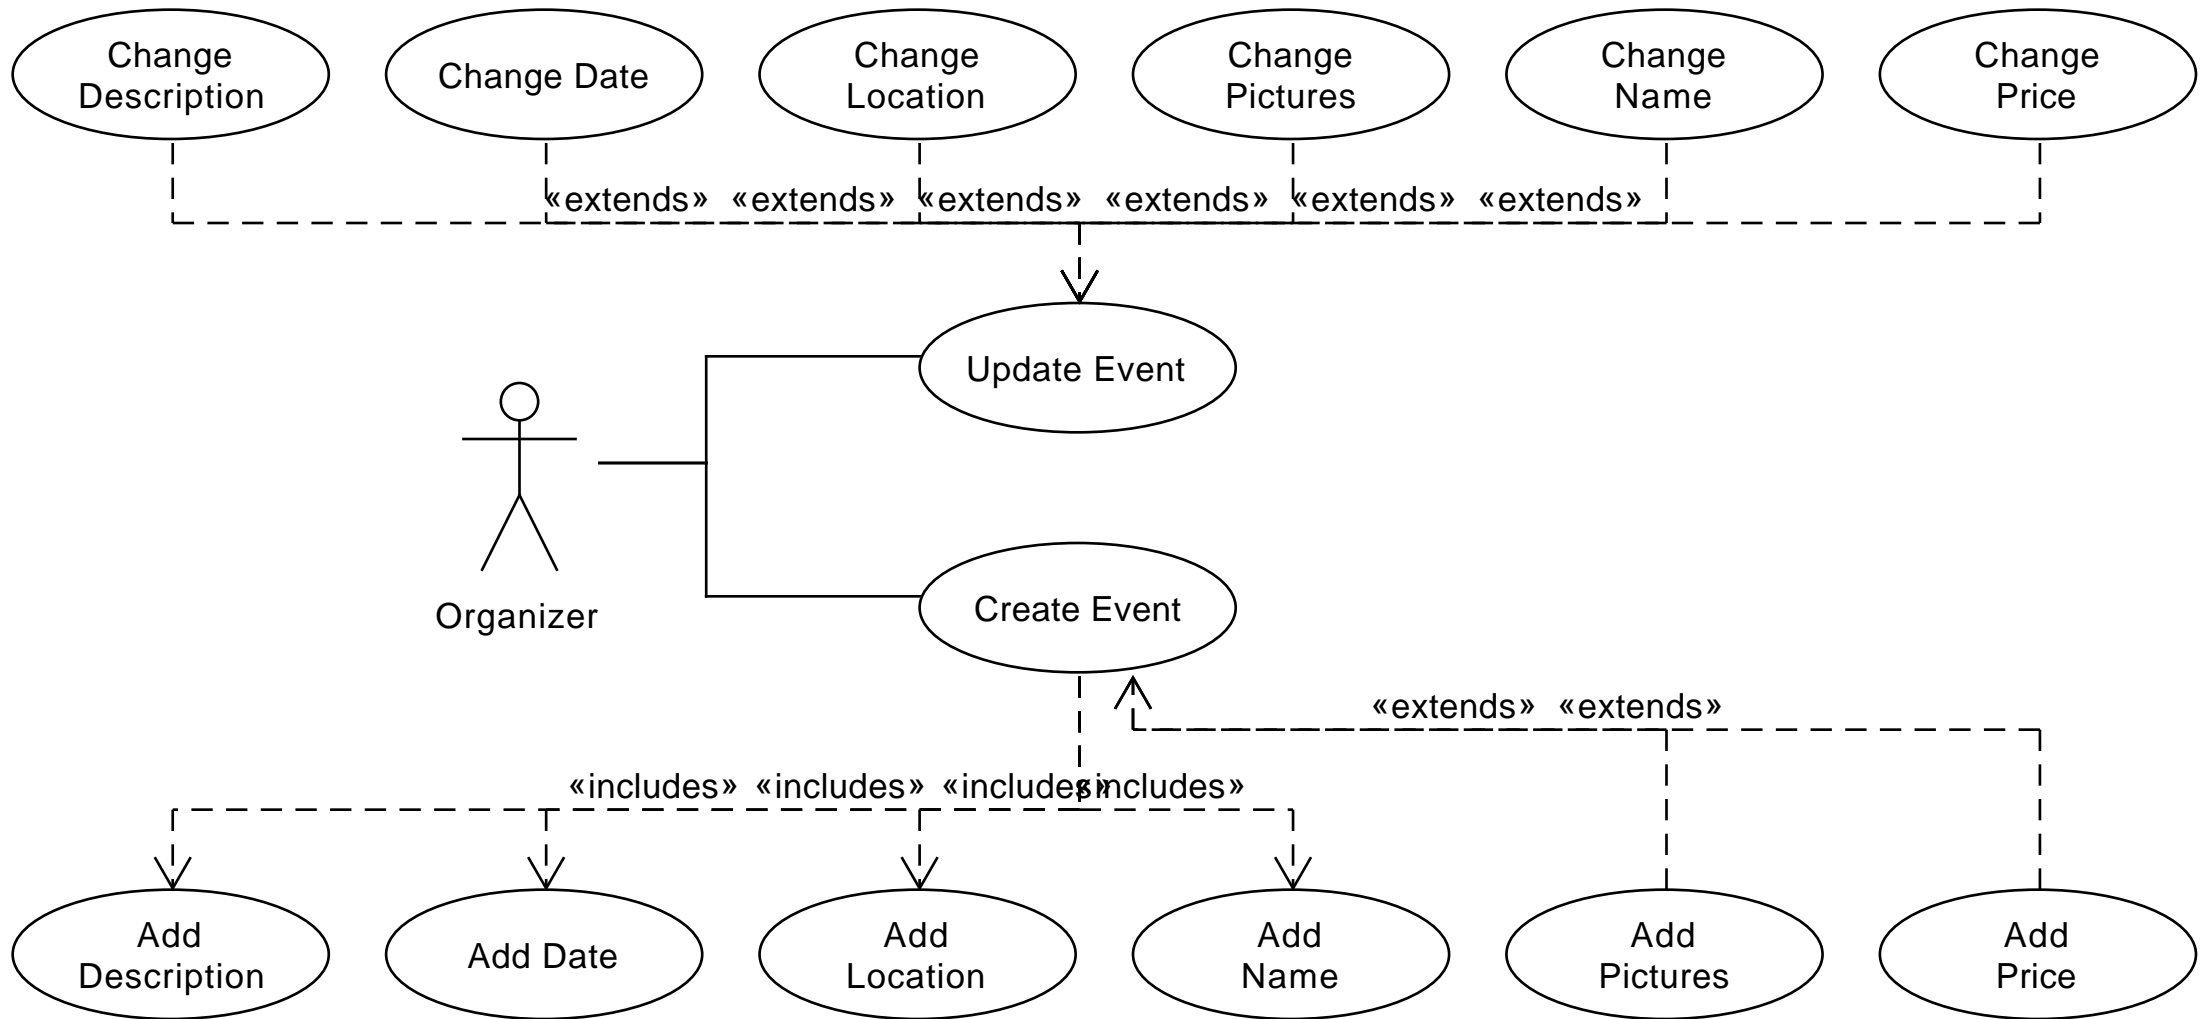 Change
Description
Change Date
Change
Location
Change
Pictures
Change
Name
Change
Price
«extends» «extends» «extends» «extends» «extends» «extends»
Update Event
Organizer
Create Event
«extends» «extends»
«includes» «includes» «includes» «includes»
Add
Description
Add Date
Add
Location
Add
Name
Add
Pictures
Add
Price